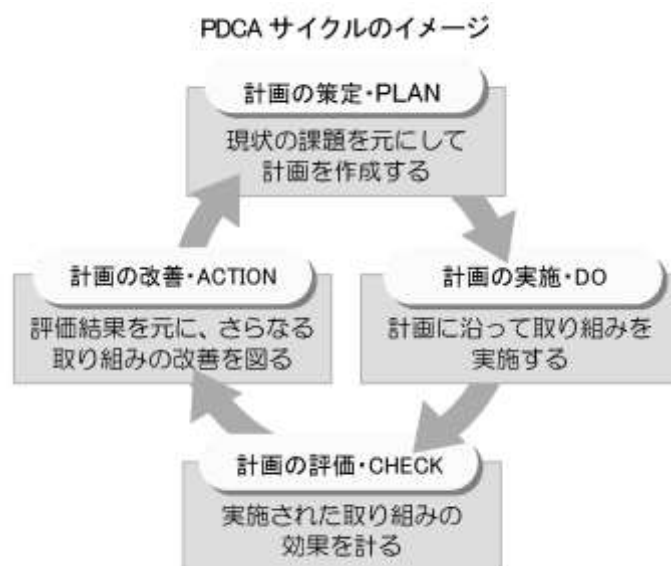 PDCA サイクルのイメージ
計画の策定・PLAN
現状の課題を元にして
計画を作成する
計画の実施・DO
計画に沿って取り組みを
実施する
計画の評価・CHECK
実施された取り組みの
効果を計る
計画の改善・ACTION
評価結果を元に、さらなる
取り組みの改善を図る